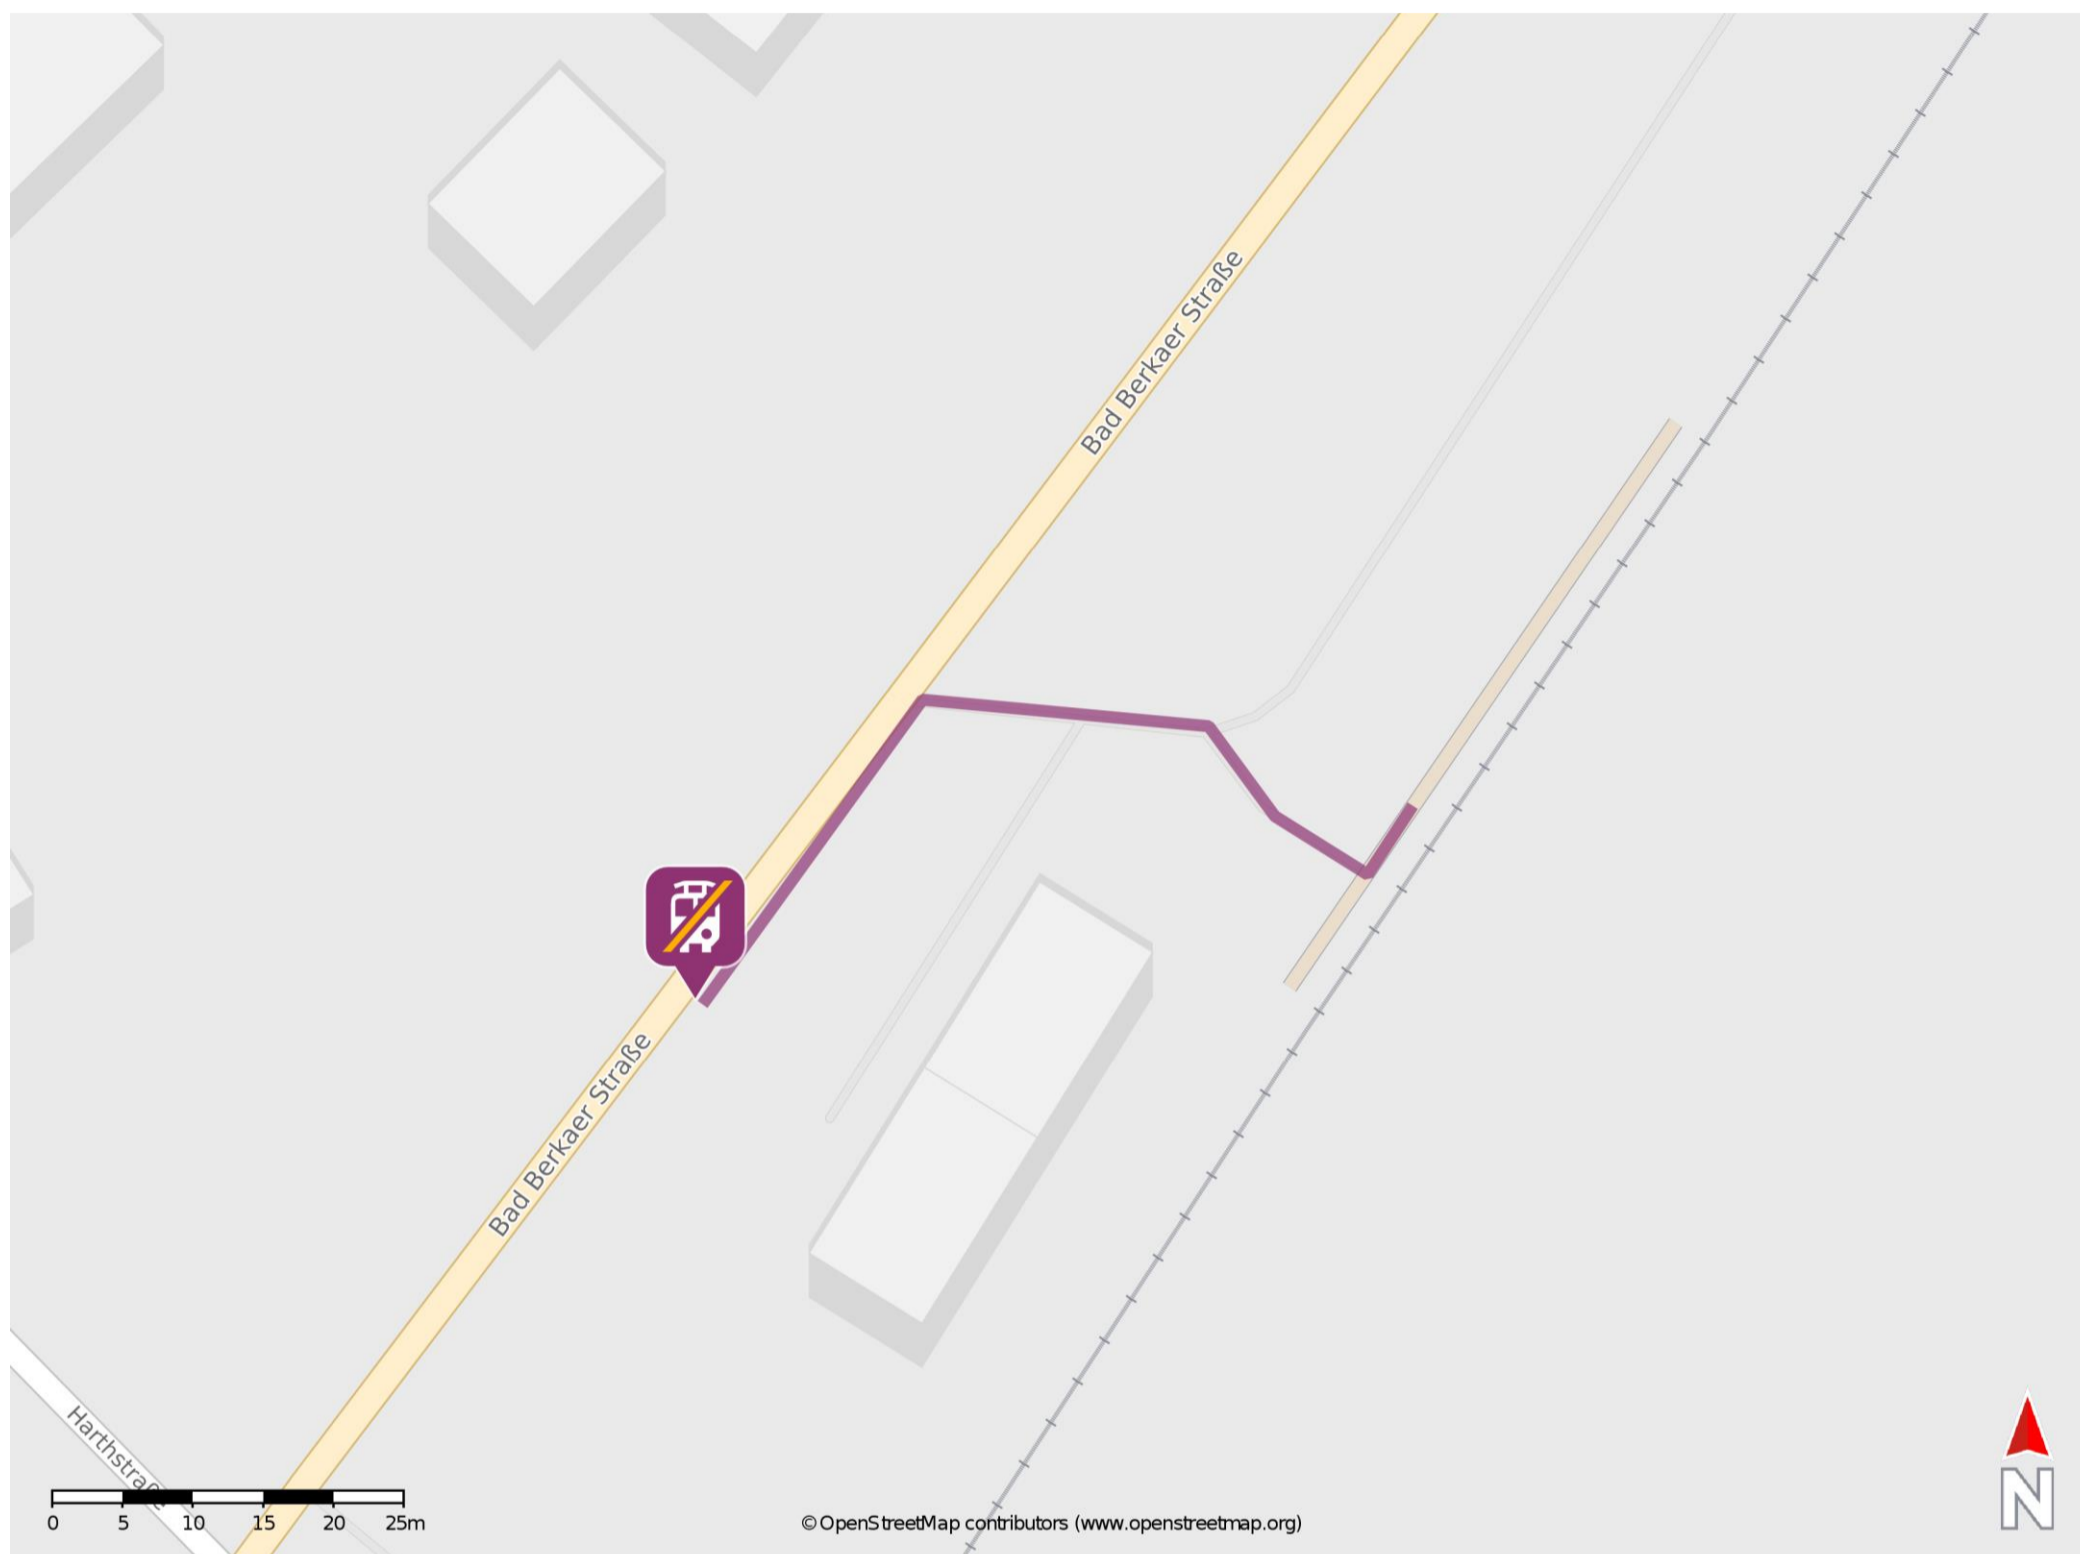 Bad Berkaer Straße
Bad Berkaer Straße
Harthstraße
0 5 10 15 20 25m
© OpenStreetMap contributors (www.openstreetmap.org)
N